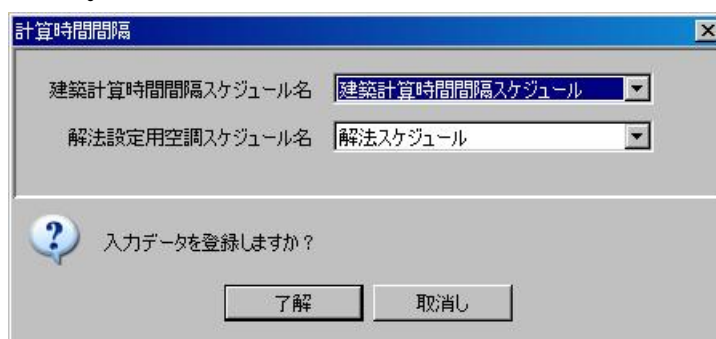 計算時間間隔
建築計算時間間隔スケジュール名 建築計算時間間隔スケジュール
解法設定用空調スケジュール名 解法スケジュール
入力データを登録しますか？
了解 取消し